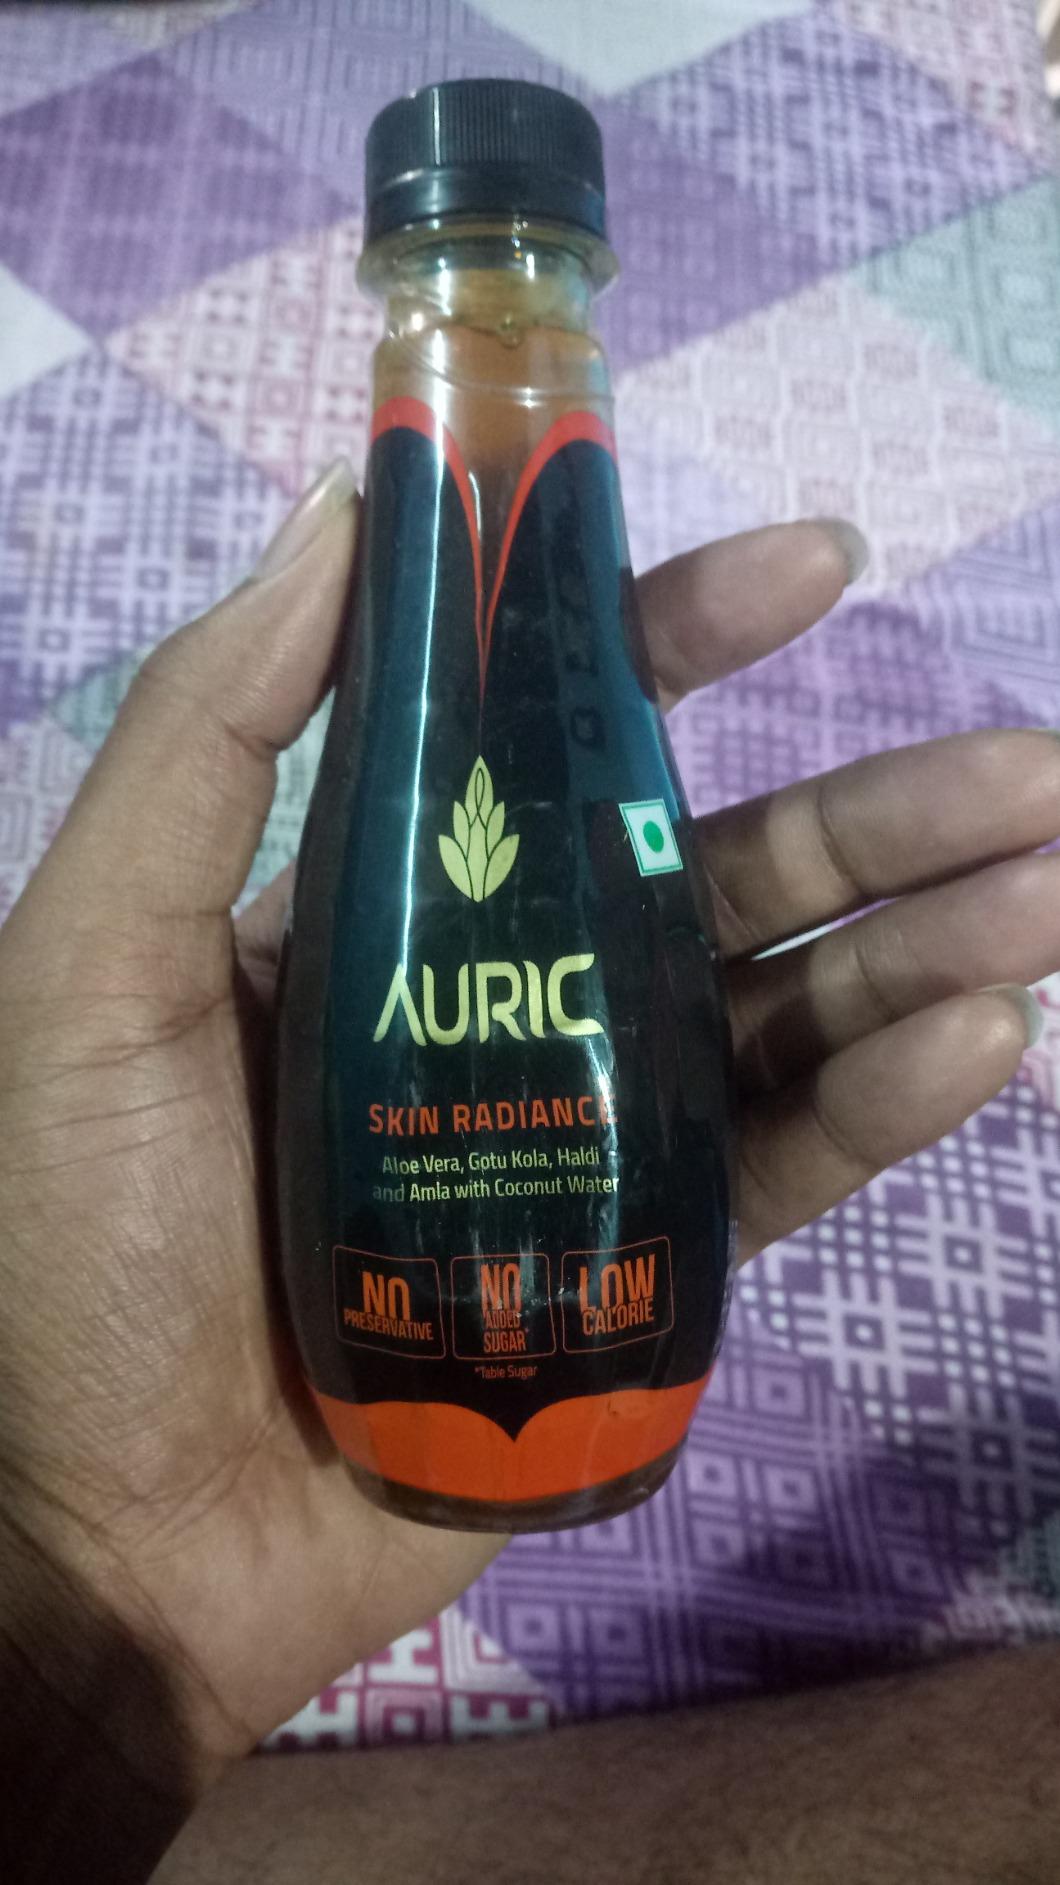 AURIC
SKIN RADIANCE
Aloe Vera, Gotu Kola, Haldi
and Amla with Coconut Water
NO
PRESERVATIVE
NO
ADDED
SUGAR*
LOW
CALORIE
*Table Sugar